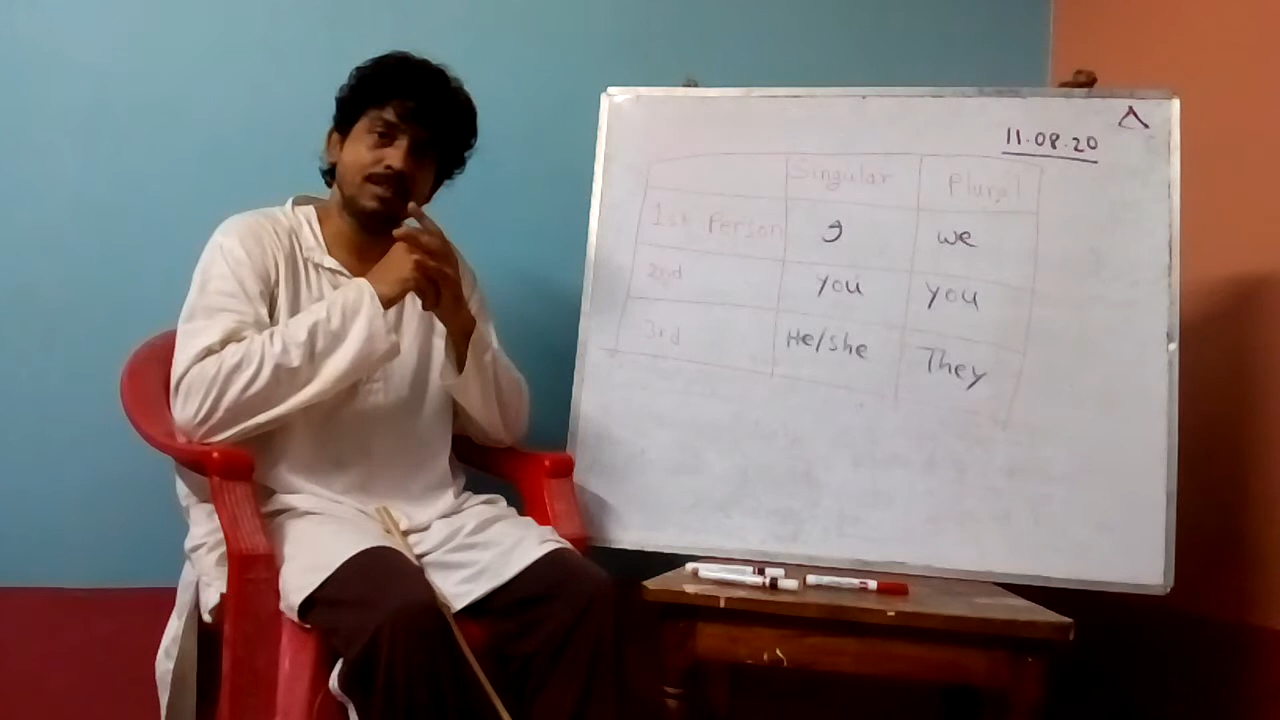 11.08.20
Singular Plural
1st Person I we
2nd you you
3rd He/she They